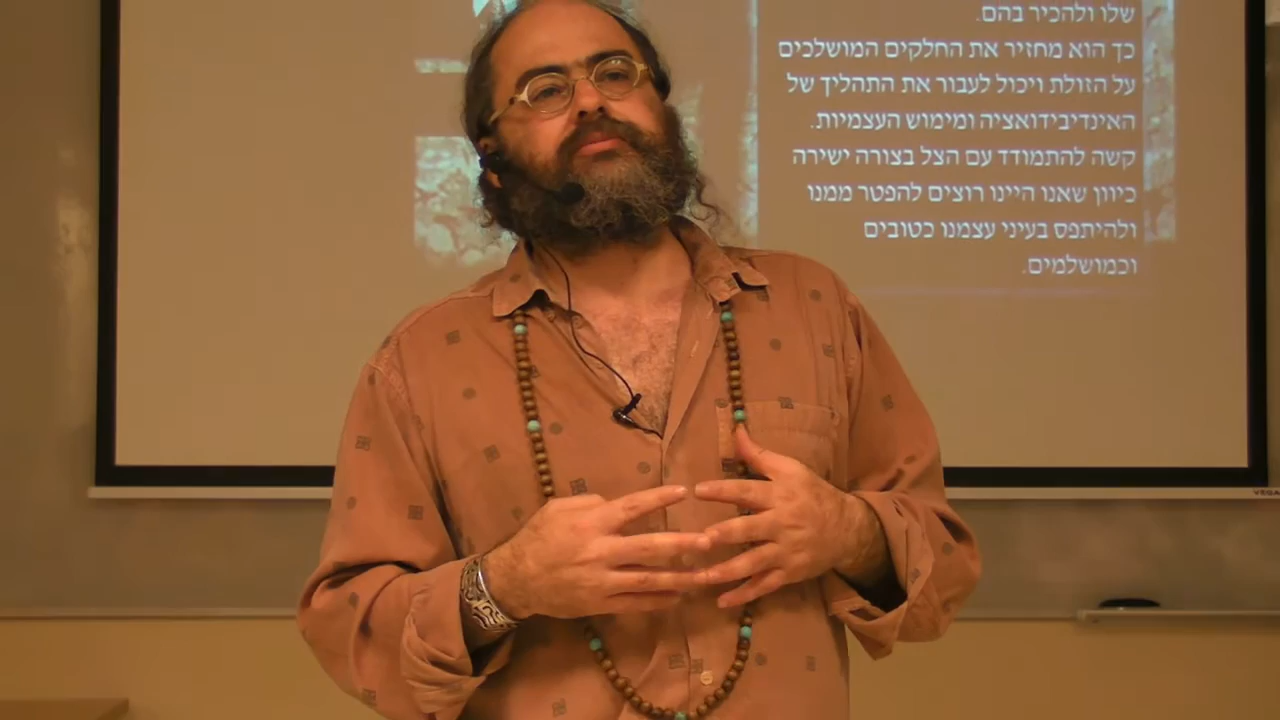 שלו ולהכיר בהם.
כך הוא מחזיר את החלקים המושלכים
על הזולת ויכול לעבור את התהליך של
האינדיבידואציה ומימוש העצמיות.
קשה להתמודד עם הצל בצורה ישירה
כיוון שאנו היינו רוצים להפטר ממנו
ולהיתפס בעיני עצמנו כטובים
וכמושלמים.
VEGA